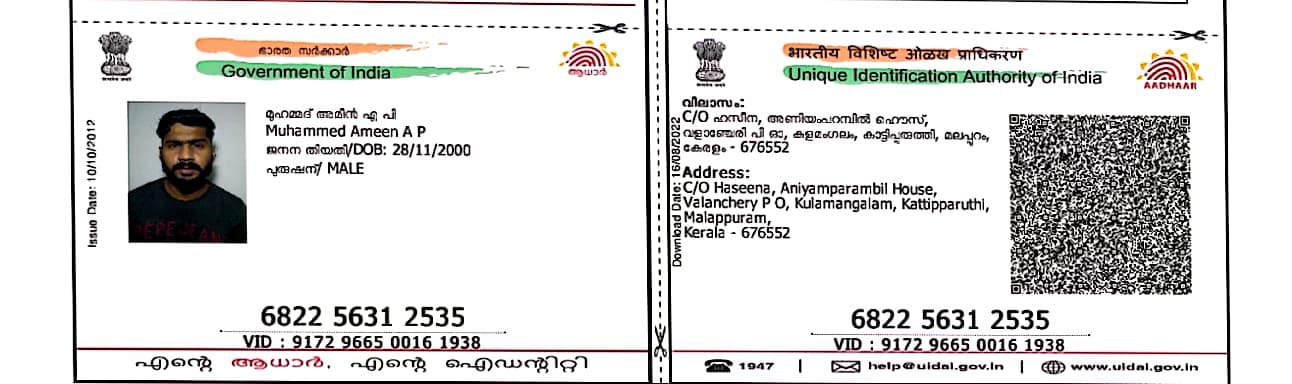 ഭാരത സർക്കാർ
Government of India
ആധാർ
Issue Date: 10/10/2012
മുഹമ്മദ് അമീൻ എ പി
Muhammed Ameen A P
ജനന തിയതി/DOB: 28/11/2000
പുരുഷന്/ MALE
6822 5631 2535
VID : 9172 9665 0016 1938
എന്റെ ആധാർ, എന്റെ ഐഡന്റിറ്റി
भारतीय विशिष्ट ओळख प्राधिकरण
Unique Identification Authority of India
AADHAAR
Download Date: 16/08/2022
വിലാസം:
C/O ഹസീന, അണിയംപറമ്പിൽ ഹൌസ്,
വളാഞ്ചേരി പി ഓ, കുളമംഗലം, കാട്ടിപ്പരുത്തി, മലപ്പുറം,
കേരളം - 676552
Address:
C/O Haseena, Aniyamparambil House,
Valanchery P O, Kulamangalam, Kattipparuthi,
Malappuram,
Kerala - 676552
6822 5631 2535
VID : 9172 9665 0016 1938
1947 | help@uidai.gov.in | www.uidai.gov.in